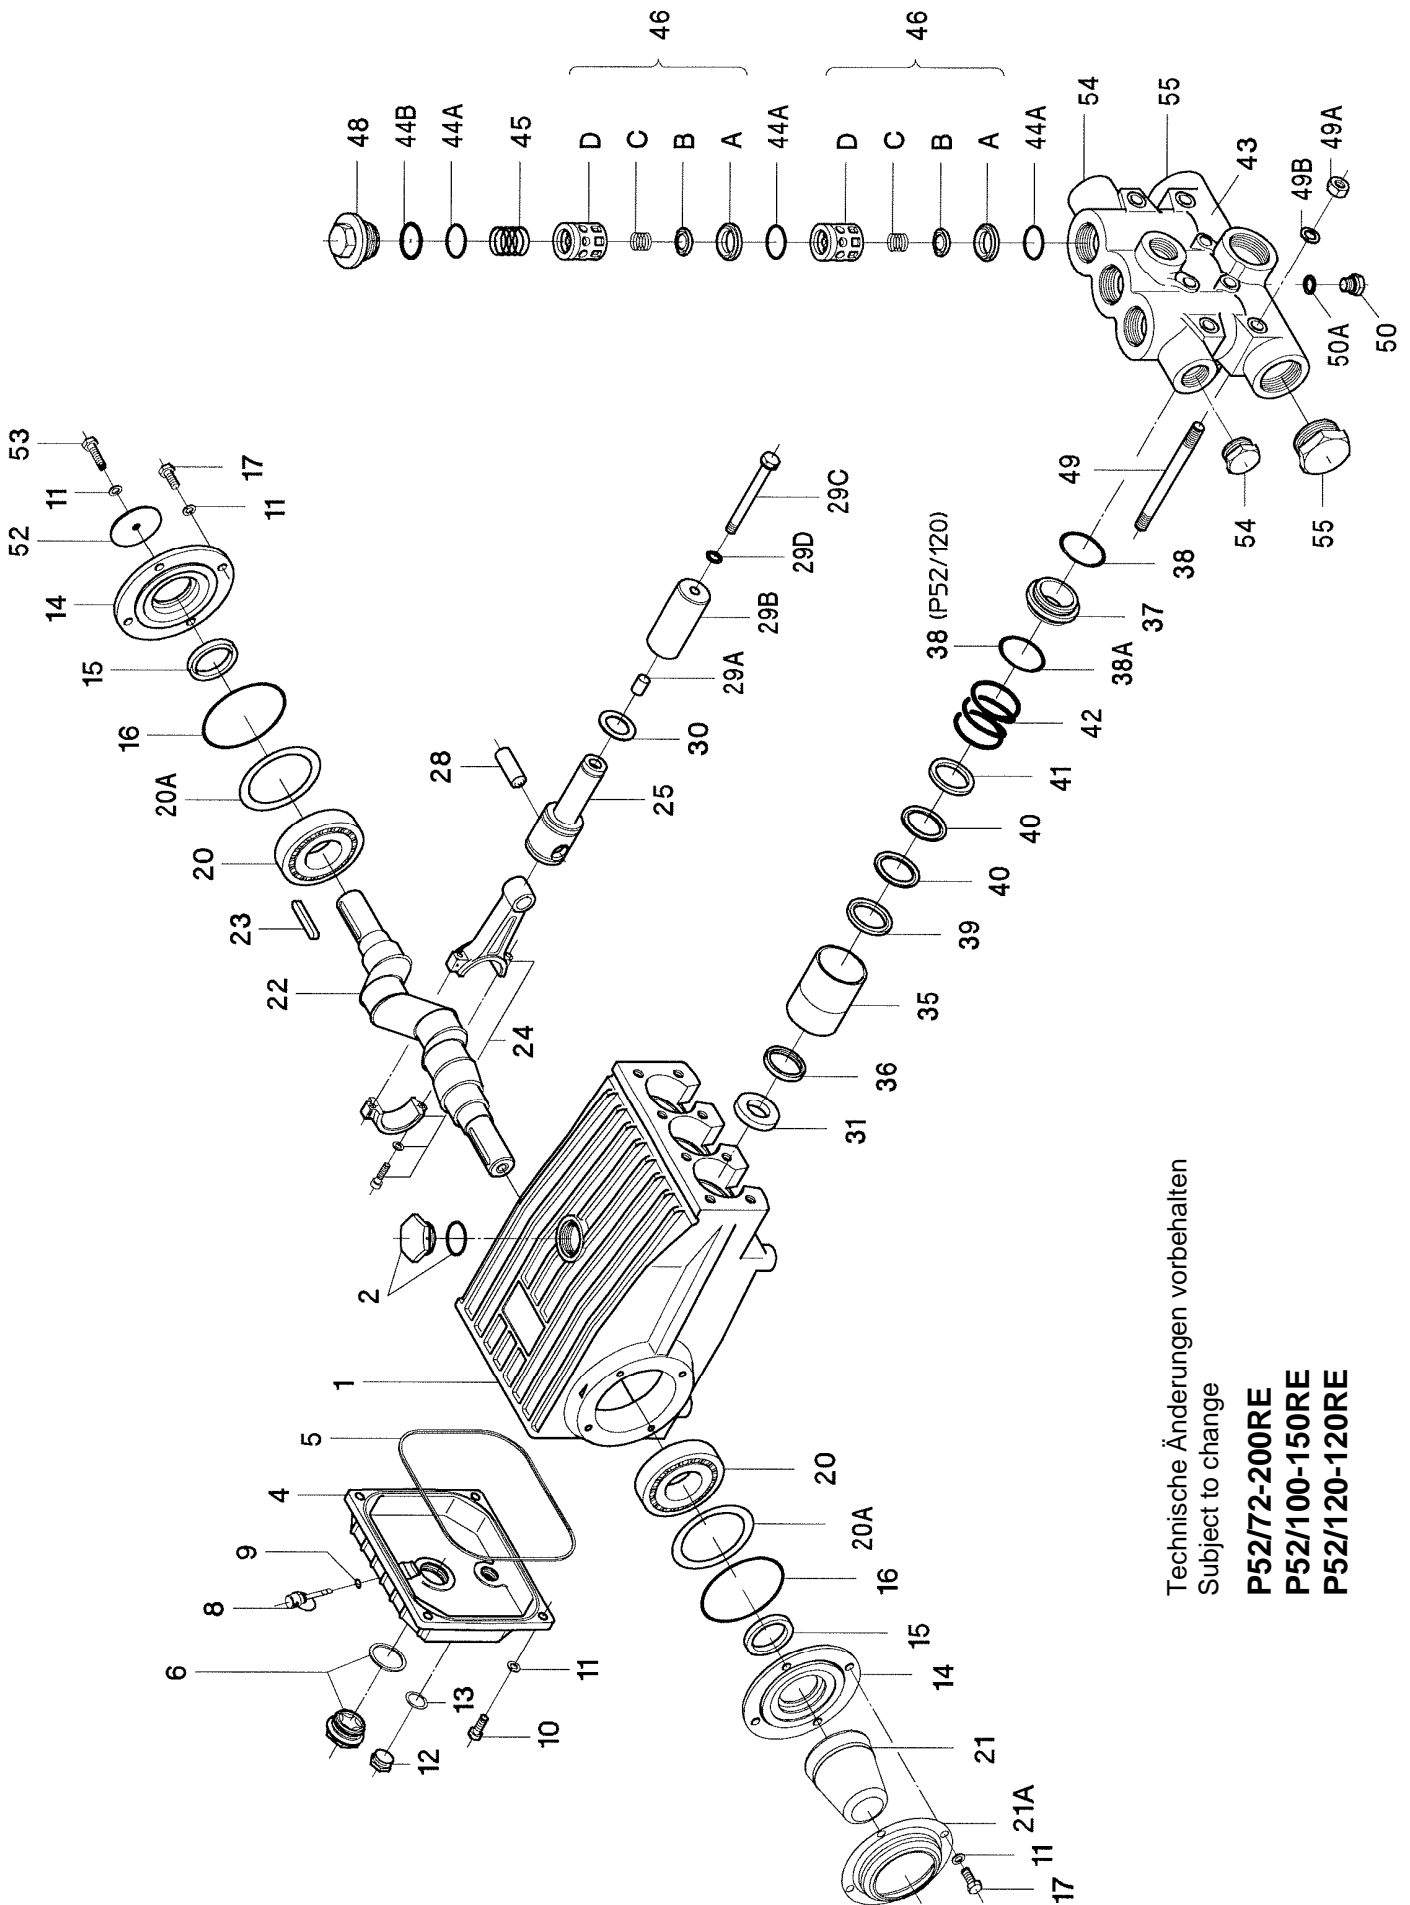 48
44B
44A
45
D
C
B
A
44A
D
C
B
A
44A
46
46
54
55
43
49B
49A
50A
50
53
11
17
11
52
14
15
16
20A
20
23
22
24
28
25
30
29A
29B
29D
29C
49
54
55
38 (P52/120)
38
37
38A
42
41
40
40
39
35
36
31
2
1
5
4
9
8
6
13
12
11
10
20
20A
16
15
14
21
21A
11
17
Technische Änderungen vorbehalten
Subject to change
P52/72-200RE
P52/100-150RE
P52/120-120RE